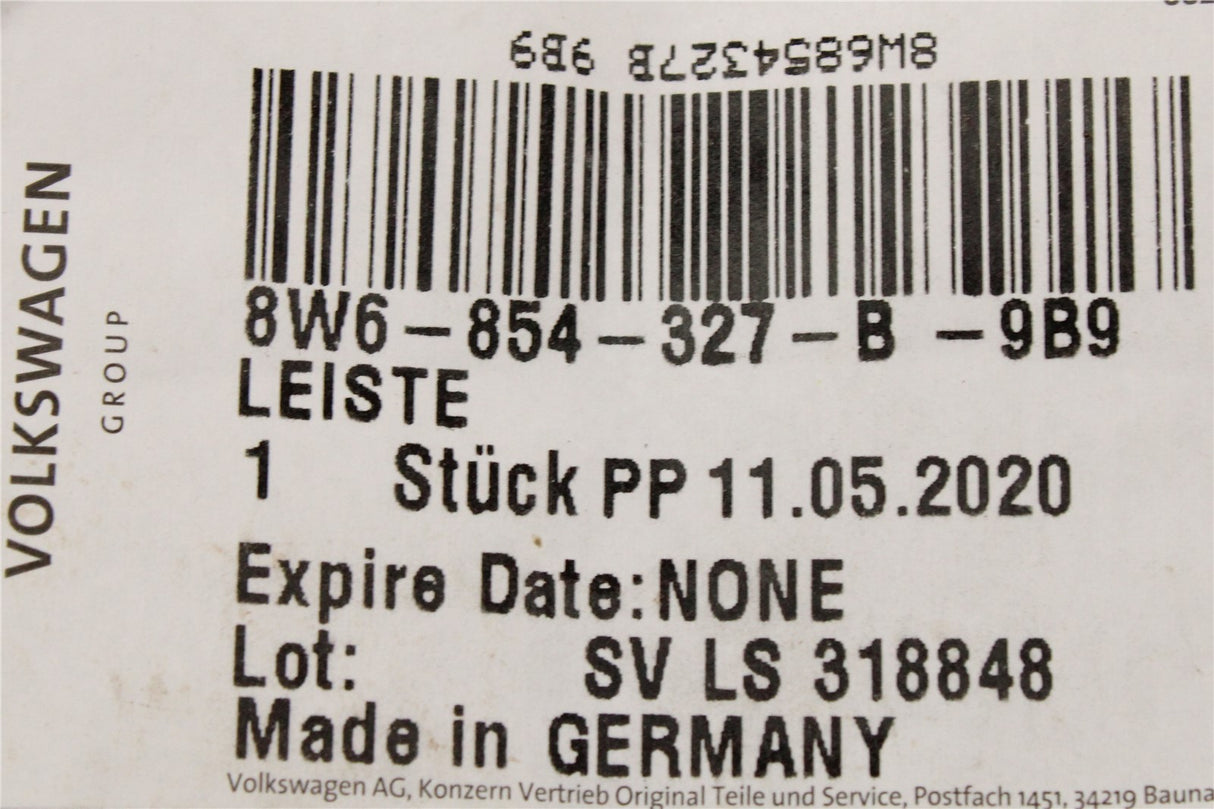 8W6854327B 9B9
VOLKSWAGEN
GROUP
8W6-854-327-B -9B9
LEISTE
1 Stück PP 11.05.2020
Expire Date:NONE
Lot: SV LS 318848
Made in GERMANY
Volkswagen AG, Konzern Vertrieb Original Teile und Service, Postfach 1451, 34219 Bauna